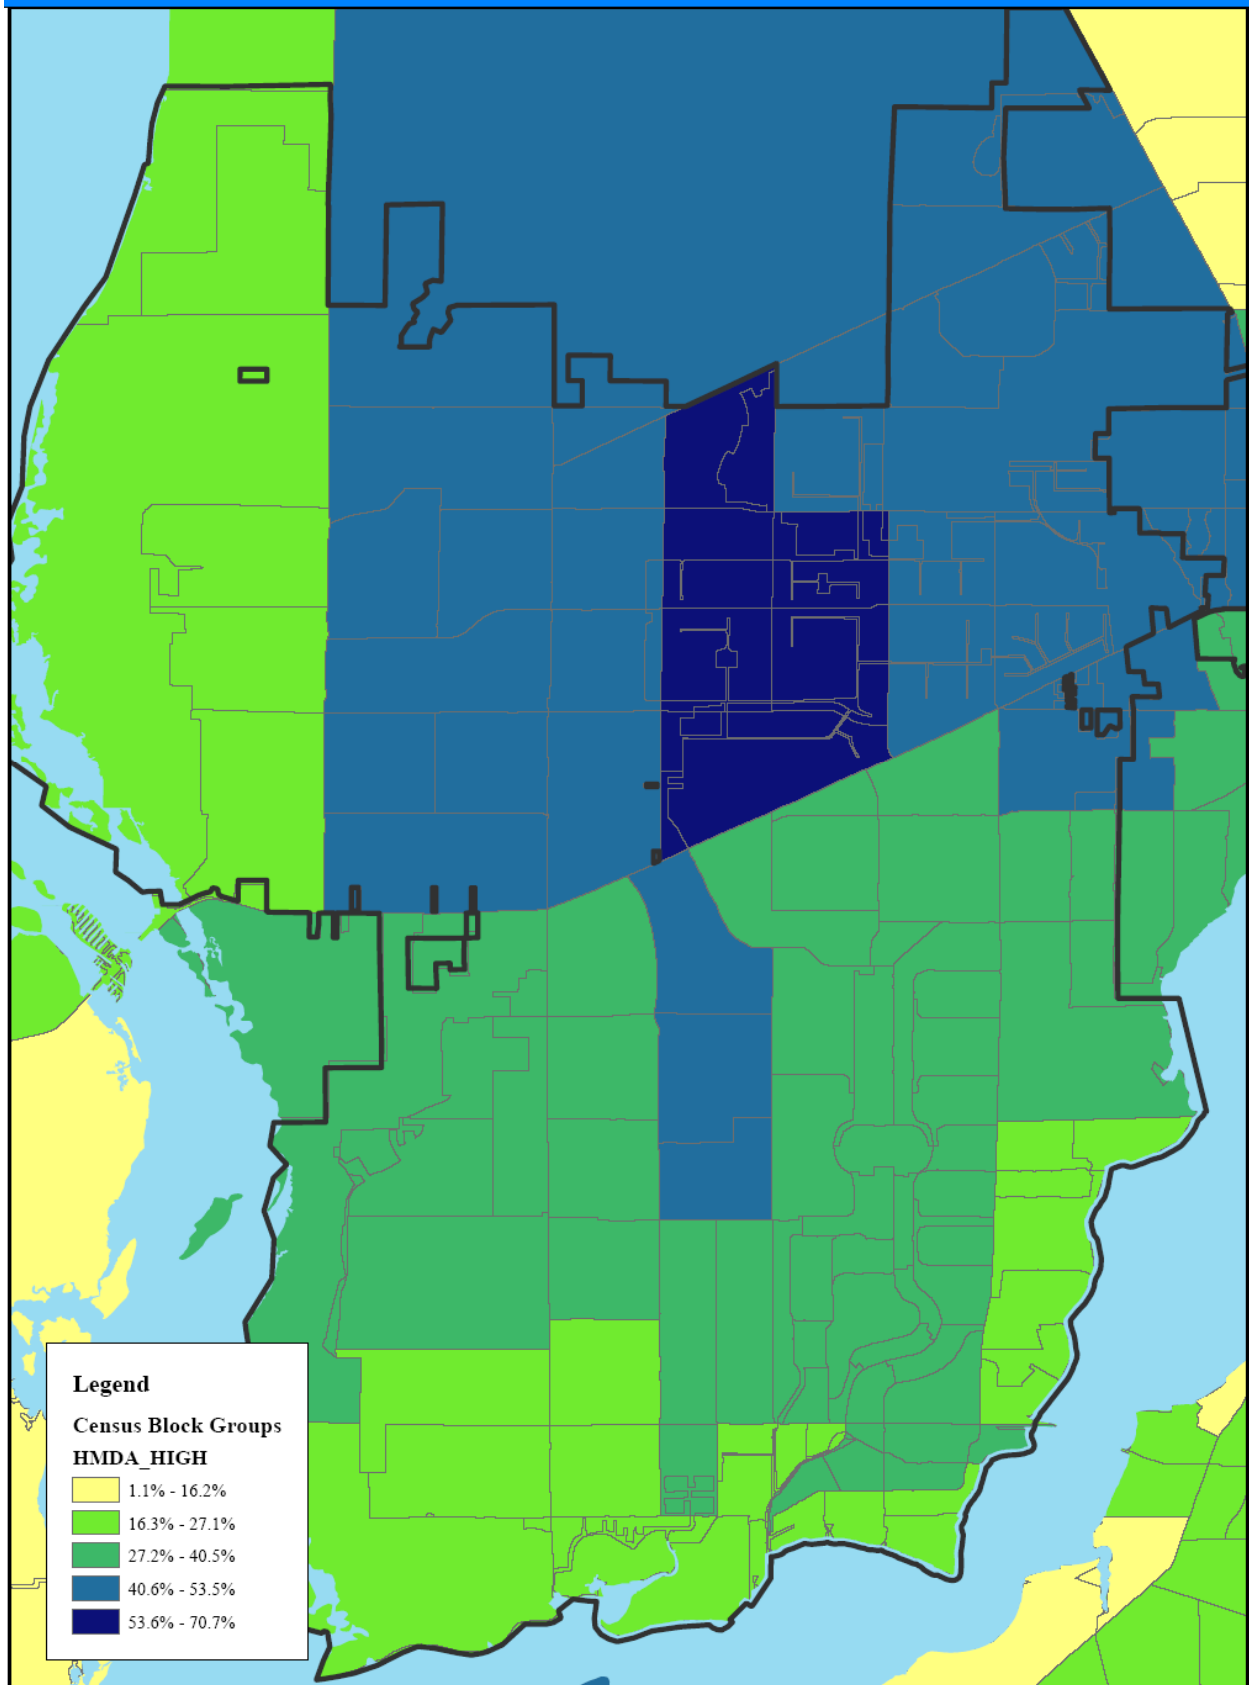 Legend
Census Block Groups
HMDA_HIGH
1.1% - 16.2%
16.3% - 27.1%
27.2% - 40.5%
40.6% - 53.5%
53.6% - 70.7%